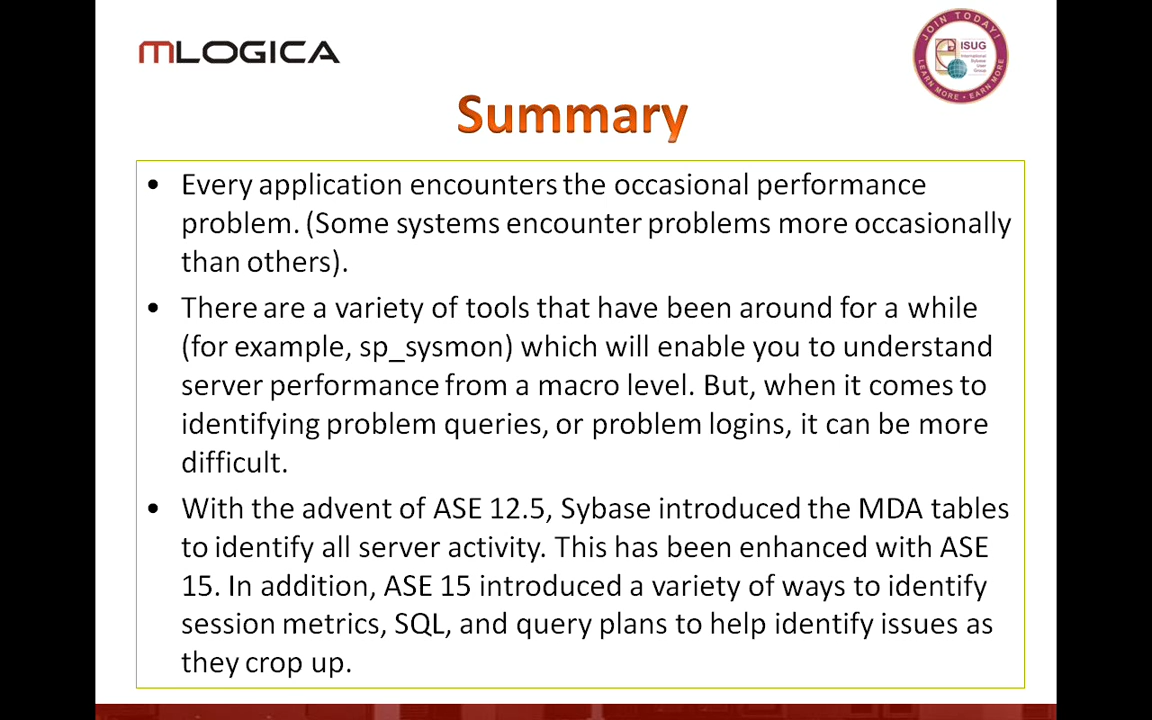 mLOGICA
JOIN TODAY!
ISUG
International
Sybase
User
Group
LEARN MORE • EARN MORE
Summary
• Every application encounters the occasional performance
problem. (Some systems encounter problems more occasionally
than others).
• There are a variety of tools that have been around for a while
(for example, sp_sysmon) which will enable you to understand
server performance from a macro level. But, when it comes to
identifying problem queries, or problem logins, it can be more
difficult.
• With the advent of ASE 12.5, Sybase introduced the MDA tables
to identify all server activity. This has been enhanced with ASE
15. In addition, ASE 15 introduced a variety of ways to identify
session metrics, SQL, and query plans to help identify issues as
they crop up.